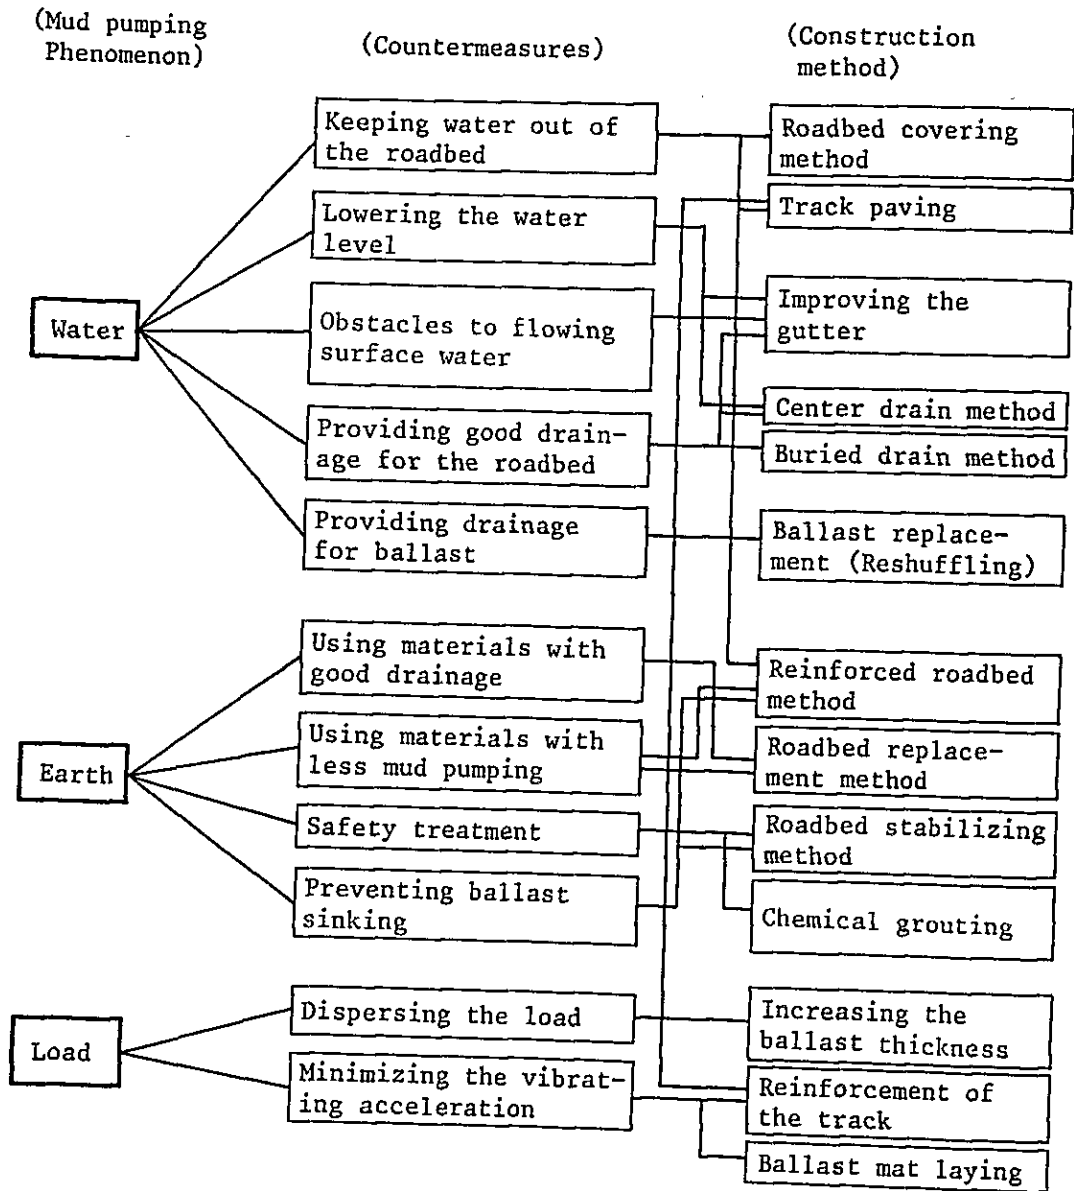 (Mud pumping
Phenomenon)
(Countermeasures)
(Construction
method)
Keeping water out of
the roadbed
Roadbed covering
method
Lowering the water
level
Track paving
Water
Obstacles to flowing
surface water
Improving the
gutter
Center drain method
Providing good drain-
age for the roadbed
Buried drain method
Providing drainage
for ballast
Ballast replace-
ment (Reshuffling)
Using materials with
good drainage
Reinforced roadbed
method
Earth
Using materials with
less mud pumping
Roadbed replace-
ment method
Safety treatment
Roadbed stabilizing
method
Preventing ballast
sinking
Chemical grouting
Load
Dispersing the load
Increasing the
ballast thickness
Minimizing the vibrat-
ing acceleration
Reinforcement of
the track
Ballast mat laying